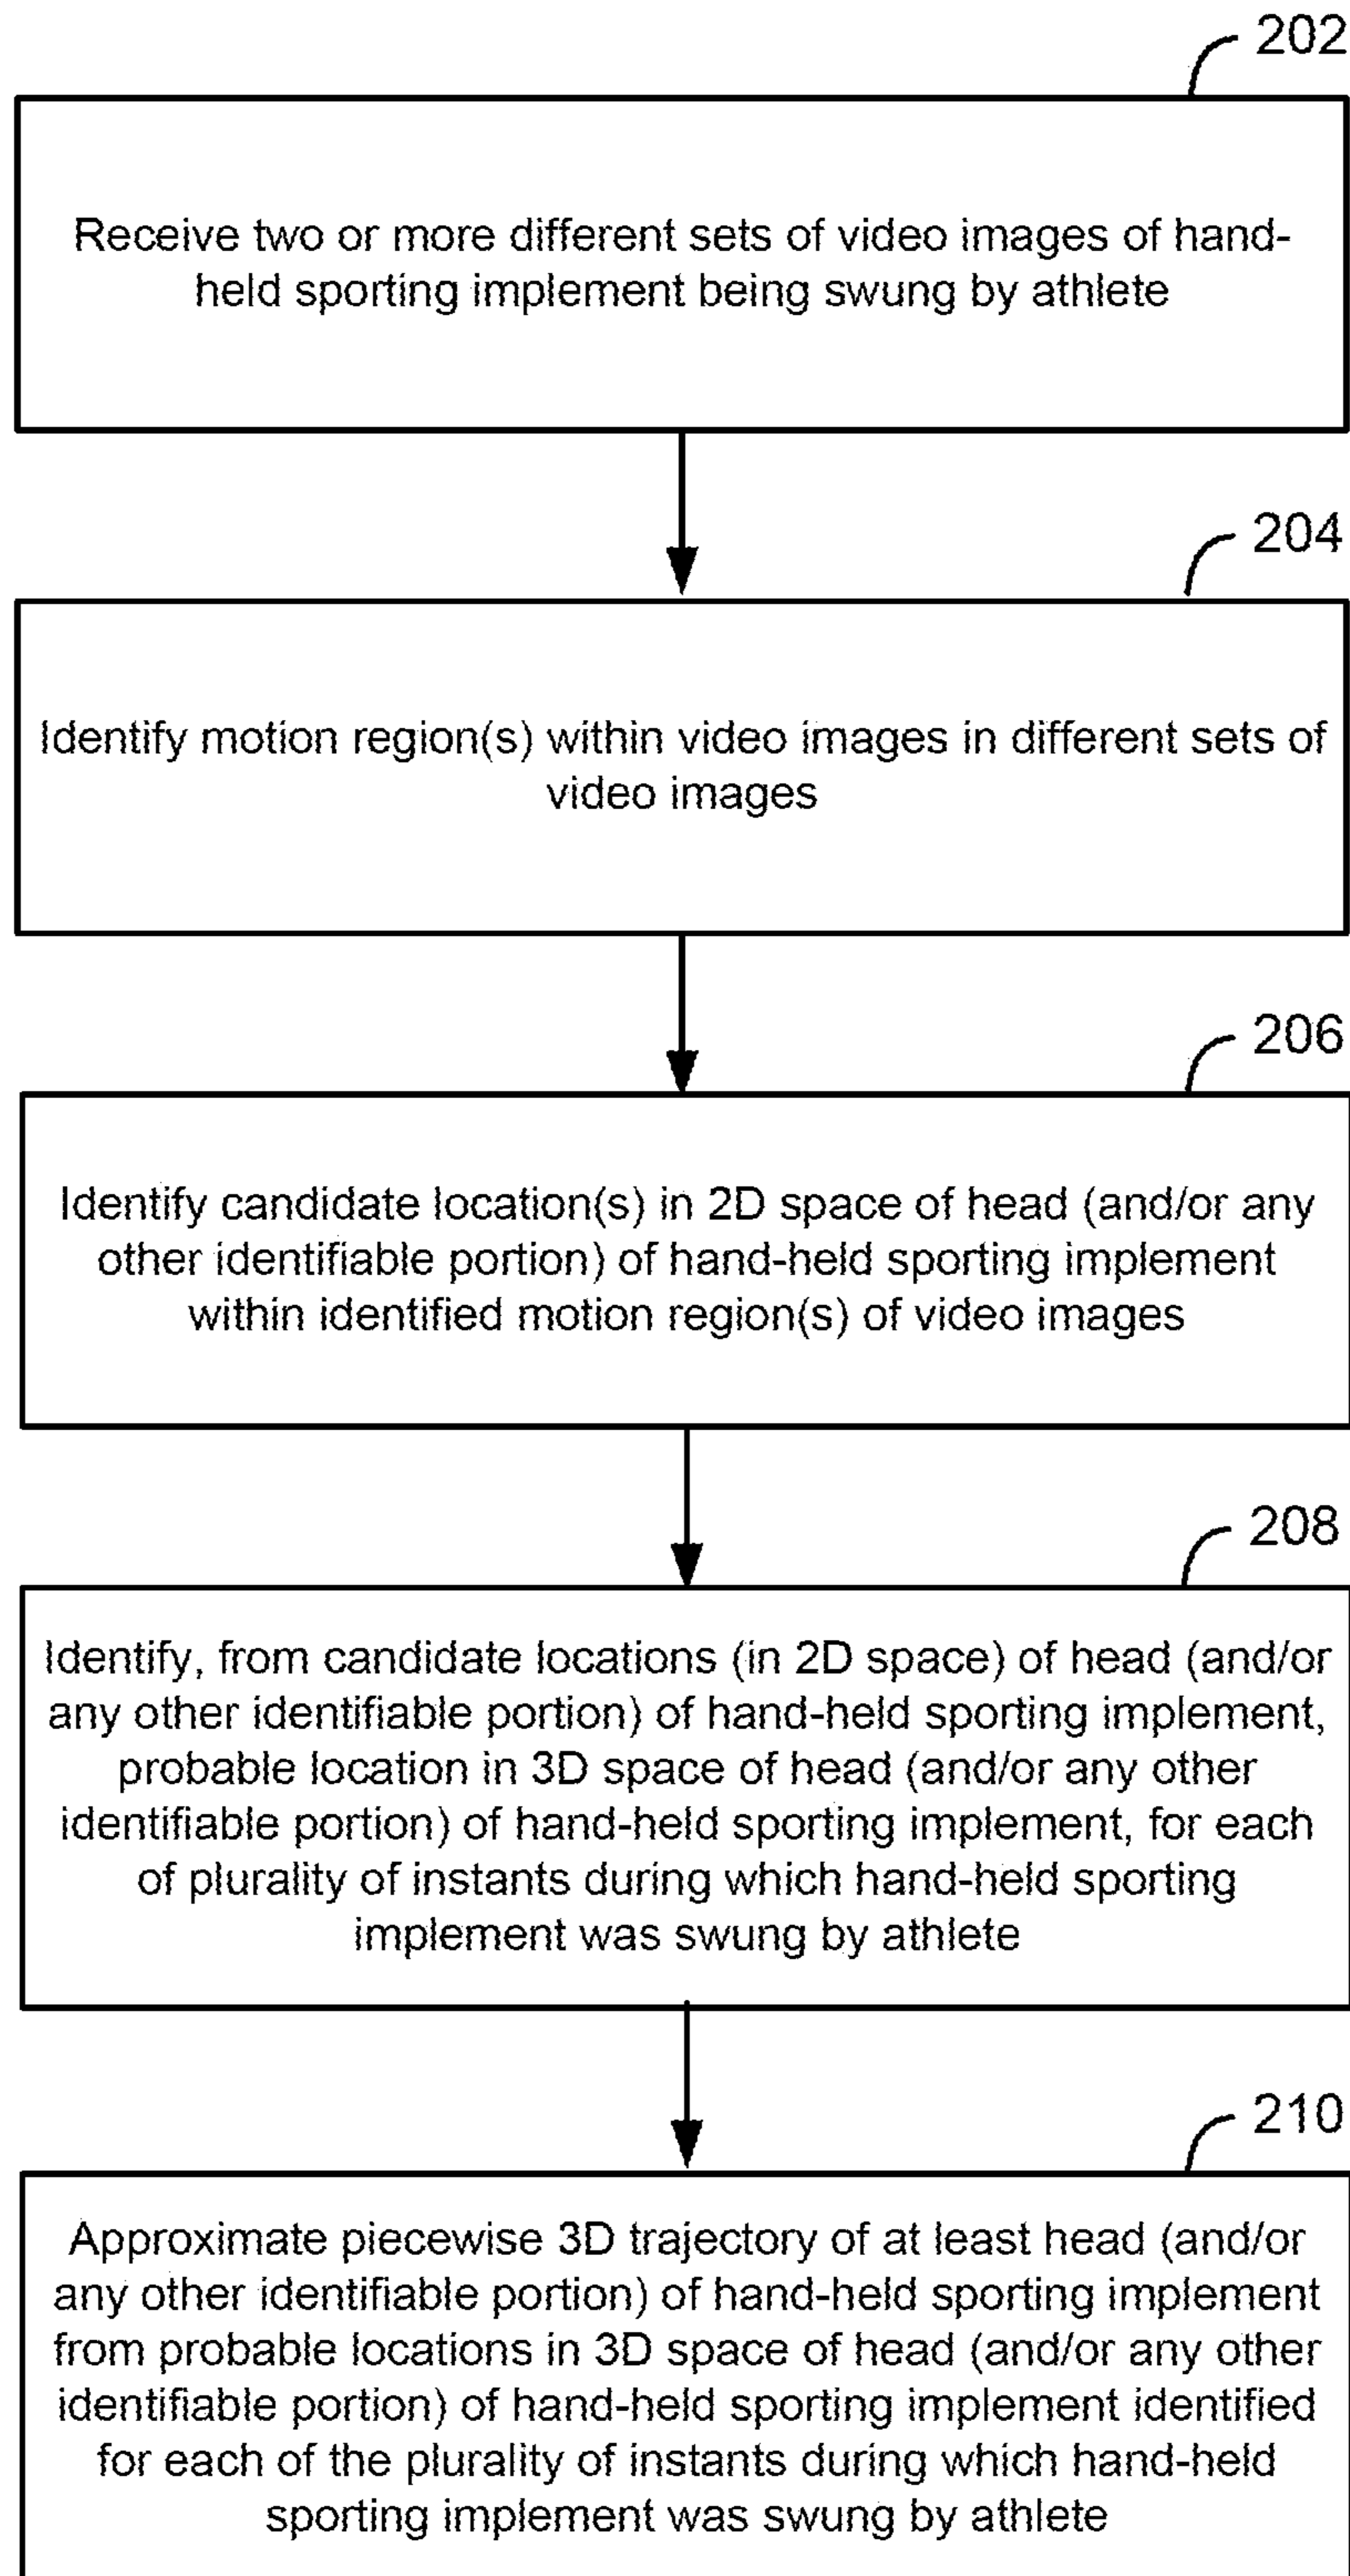 202
Receive two or more different sets of video images of hand-
held sporting implement being swung by athlete
204
Identify motion region(s) within video images in different sets of
video images
206
Identify candidate location(s) in 2D space of head (and/or any
other identifiable portion) of hand-held sporting implement
within identified motion region(s) of video images
208
Identify, from candidate locations (in 2D space) of head (and/or
any other identifiable portion) of hand-held sporting implement,
probable location in 3D space of head (and/or any other
identifiable portion) of hand-held sporting implement, for each
of plurality of instants during which hand-held sporting
implement was swung by athlete
210
Approximate piecewise 3D trajectory of at least head (and/or
any other identifiable portion) of hand-held sporting implement
from probable locations in 3D space of head (and/or any other
identifiable portion) of hand-held sporting implement identified
for each of the plurality of instants during which hand-held
sporting implement was swung by athlete